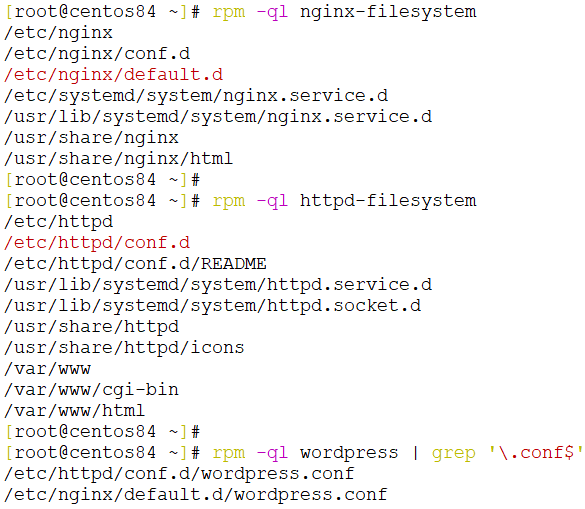 [root@centos84 ~]# rpm -ql nginx-filesystem
/etc/nginx
/etc/nginx/conf.d
/etc/nginx/default.d
/etc/systemd/system/nginx.service.d
/usr/lib/systemd/system/nginx.service.d
/usr/share/nginx
/usr/share/nginx/html
[root@centos84 ~]#
[root@centos84 ~]# rpm -ql httpd-filesystem
/etc/httpd
/etc/httpd/conf.d
/etc/httpd/conf.d/README
/usr/lib/systemd/system/httpd.service.d
/usr/lib/systemd/system/httpd.socket.d
/usr/share/httpd
/usr/share/httpd/icons
/var/www
/var/www/cgi-bin
/var/www/html
[root@centos84 ~]#
[root@centos84 ~]# rpm -ql wordpress | grep '\.conf$'
/etc/httpd/conf.d/wordpress.conf
/etc/nginx/default.d/wordpress.conf